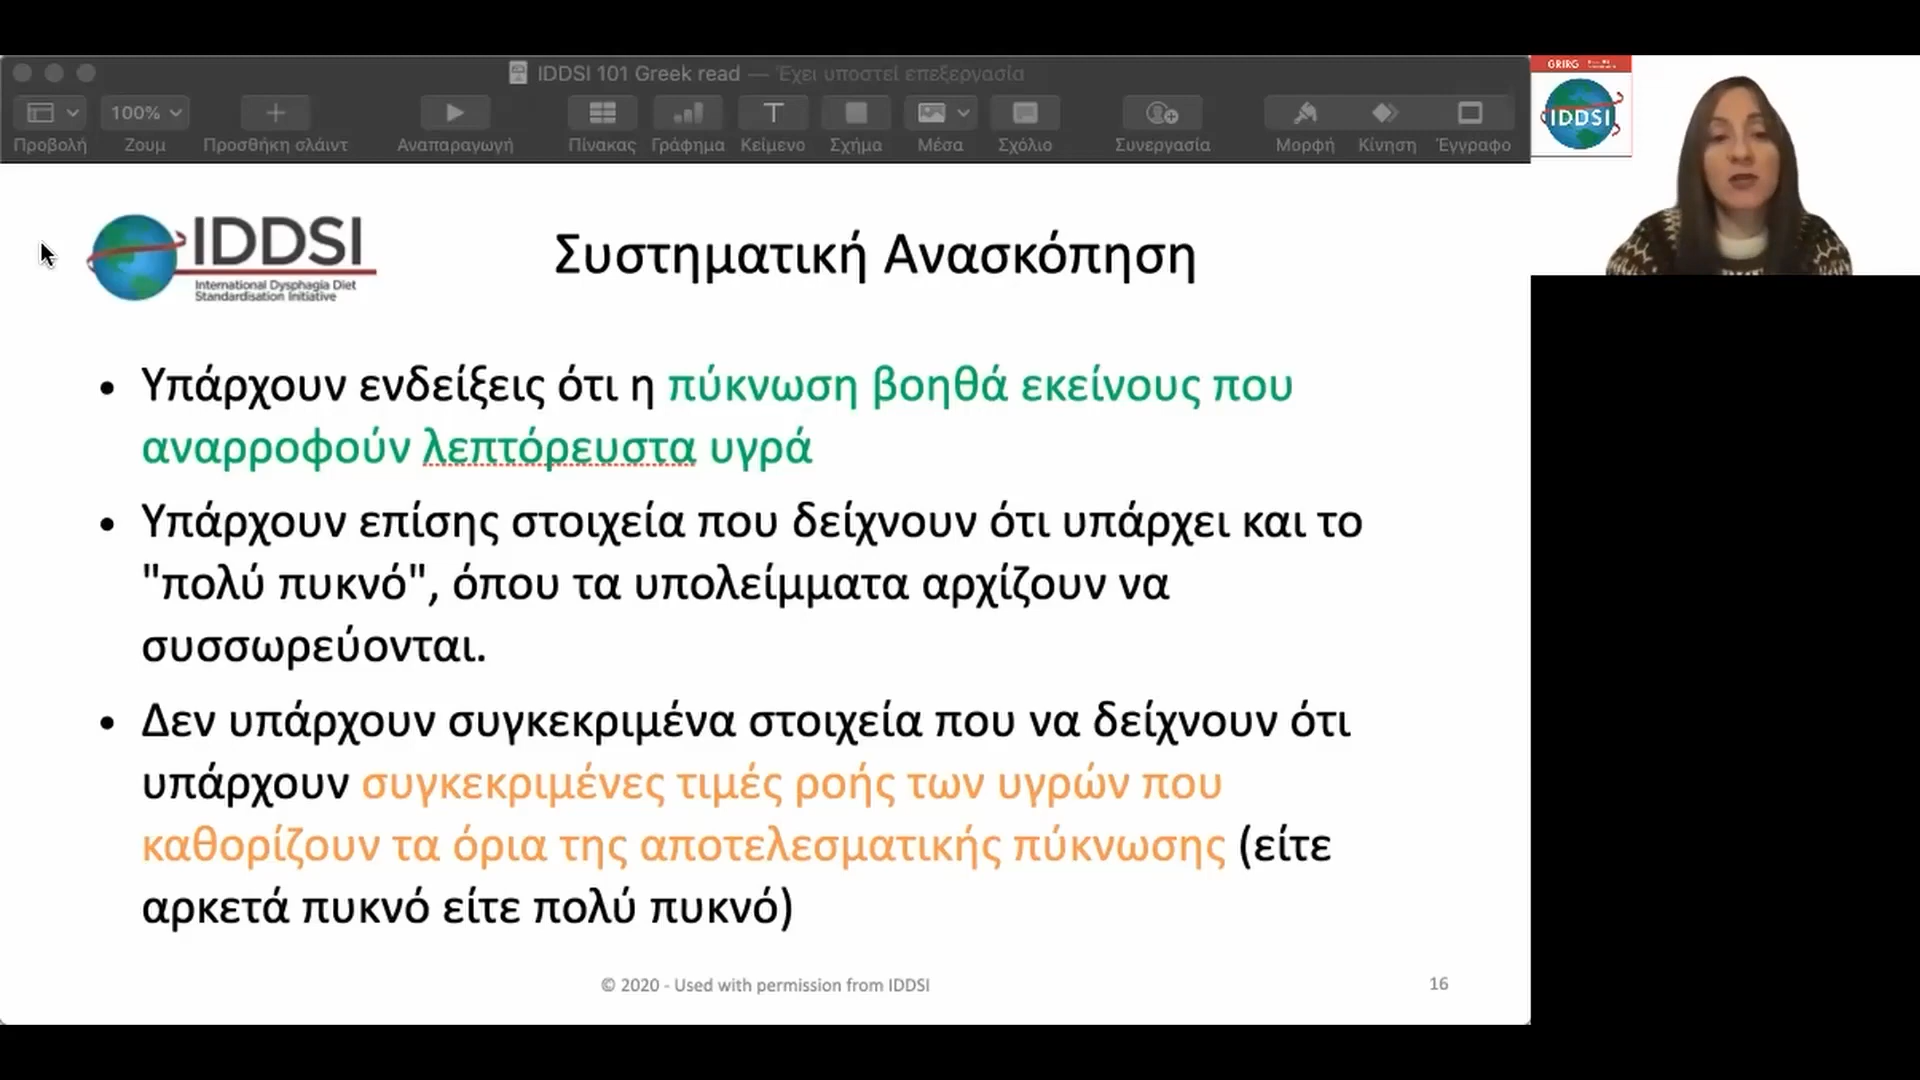 IDDSI 101 Greek read — Έχει υποστεί επεξεργασία
100%
Προβολή Ζουμ Προσθήκη σλάιντ Αναπαραγωγή Πίνακας Γράφημα Κείμενο Σχήμα Μέσα Σχόλιο Συνεργασία Μορφή Κίνηση Έγγραφο
GRIRG
IDDSI
IDDSI
International Dysphagia Diet
Standardisation Initiative
Συστηματική Ανασκόπηση
• Υπάρχουν ενδείξεις ότι η πύκνωση βοηθά εκείνους που
αναρροφούν λεπτόρευστα υγρά
• Υπάρχουν επίσης στοιχεία που δείχνουν ότι υπάρχει και το
"πολύ πυκνό", όπου τα υπολείμματα αρχίζουν να
συσσωρεύονται.
• Δεν υπάρχουν συγκεκριμένα στοιχεία που να δείχνουν ότι
υπάρχουν συγκεκριμένες τιμές ροής των υγρών που
καθορίζουν τα όρια της αποτελεσματικής πύκνωσης (είτε
αρκετά πυκνό είτε πολύ πυκνό)
© 2020 - Used with permission from IDDSI
16